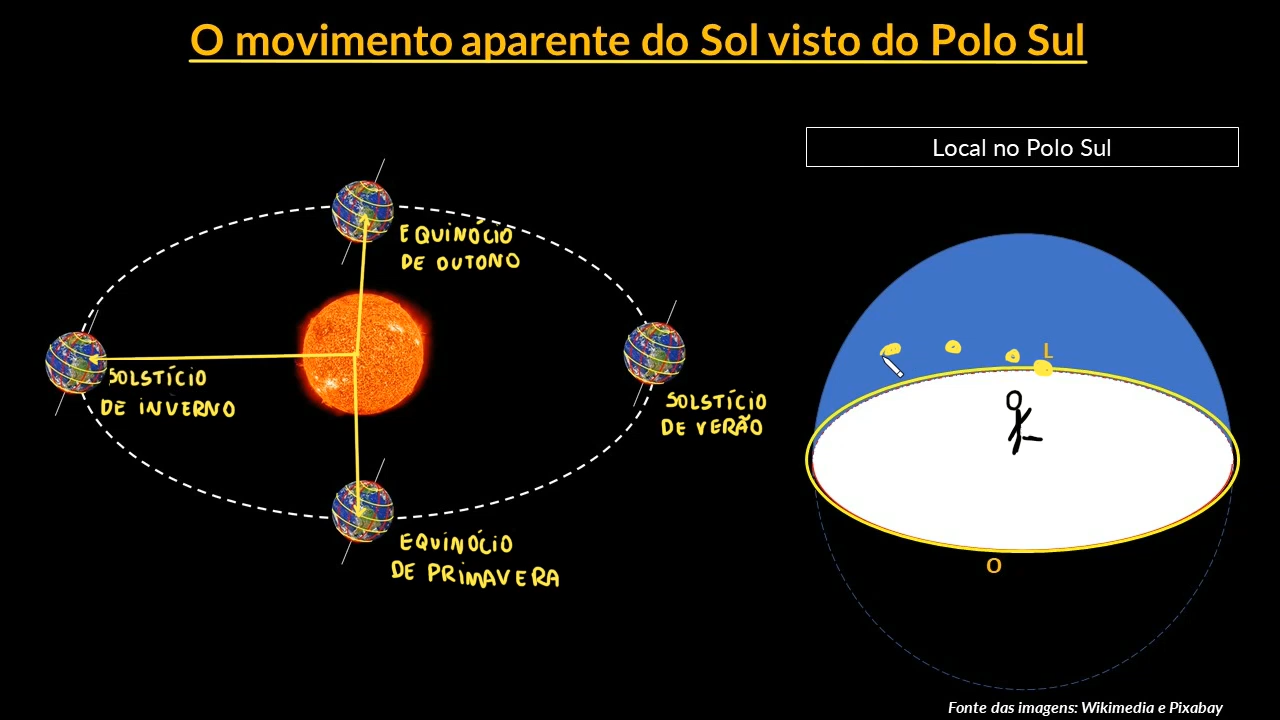 O movimento aparente do Sol visto do Polo Sul
Local no Polo Sul
EQUINÓCIO
DE OUTONO
L
SOLSTÍCIO
DE INVERNO
SOLSTÍCIO
DE VERÃO
EQUINÓCIO
DE PRIMAVERA
O
Fonte das imagens: Wikimedia e Pixabay